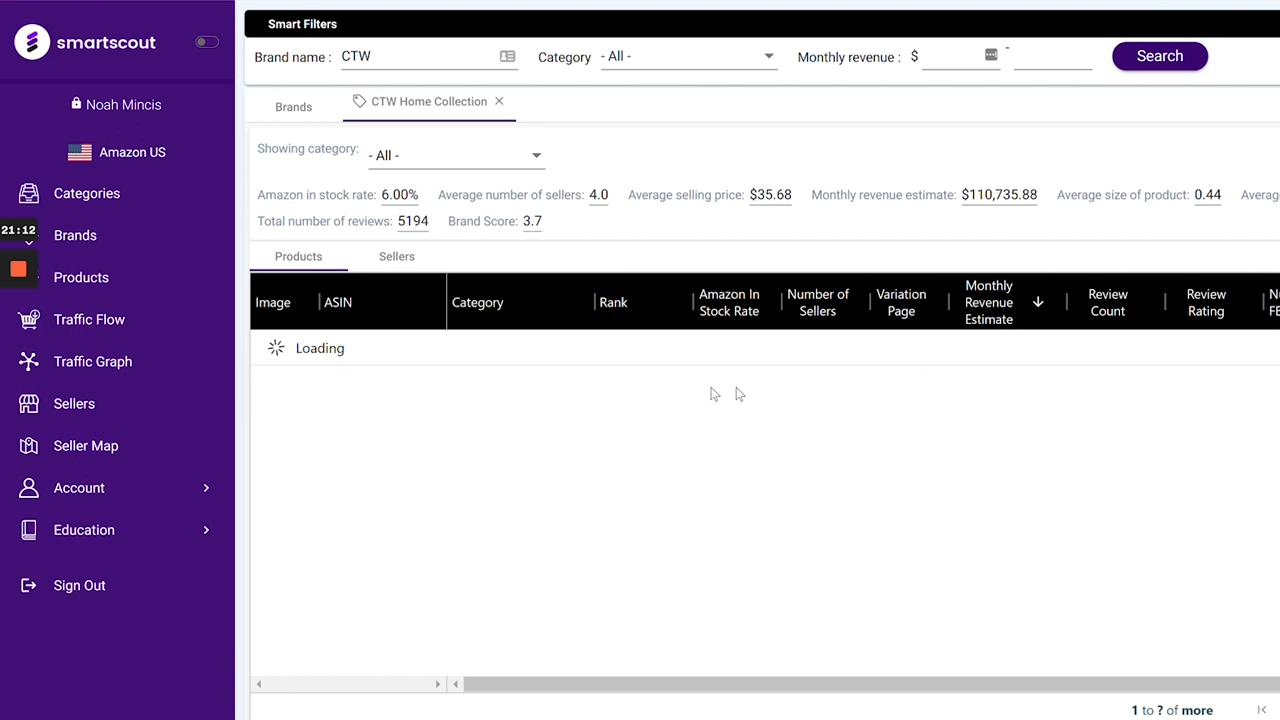 smartscout
Noah Mincis
Amazon US
Categories
21:12
Brands
Products
Traffic Flow
Traffic Graph
Sellers
Seller Map
Account
Education
Sign Out
Smart Filters
Brand name : CTW Category - All - Monthly revenue : $ - Search
Brands CTW Home Collection
Showing category: - All -
Amazon in stock rate: 6.00% Average number of sellers: 4.0 Average selling price: $35.68 Monthly revenue estimate: $110,735.88 Average size of product: 0.44
Total number of reviews: 5194 Brand Score: 3.7
Products Sellers
Image ASIN Category Rank Amazon In Stock Rate Number of Sellers Variation Page Monthly Revenue Estimate Review Count Review Rating
Loading
1 to ? of more